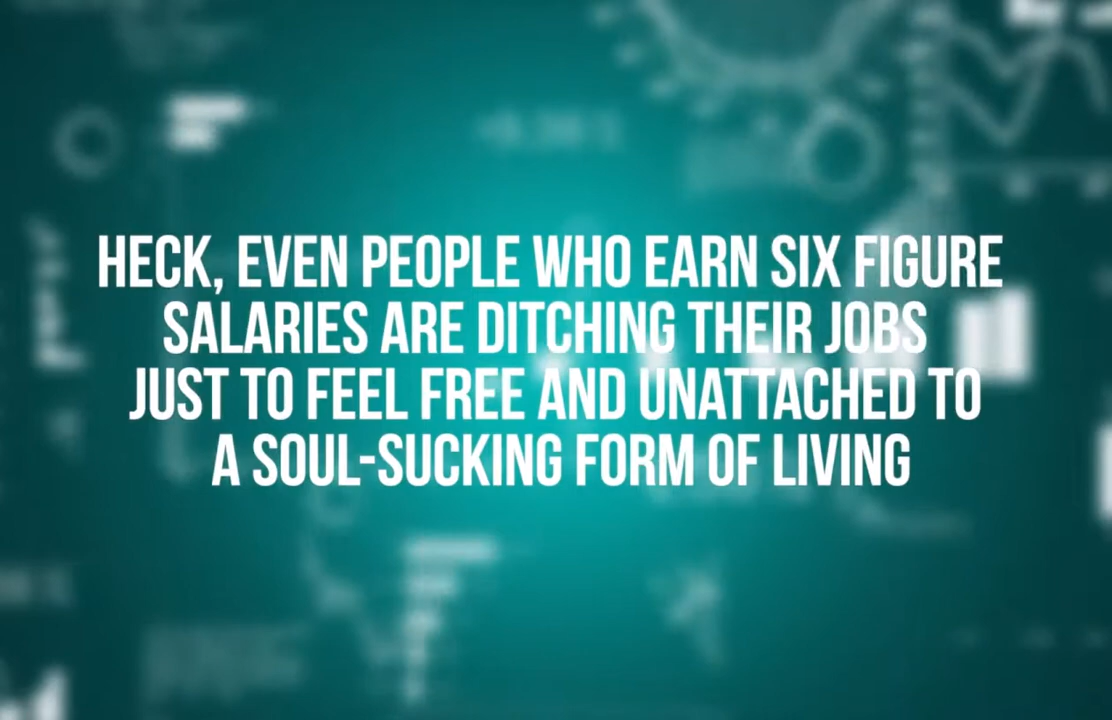 HECK, EVEN PEOPLE WHO EARN SIX FIGURE
SALARIES ARE DITCHING THEIR JOBS
JUST TO FEEL FREE AND UNATTACHED TO
A SOUL-SUCKING FORM OF LIVING